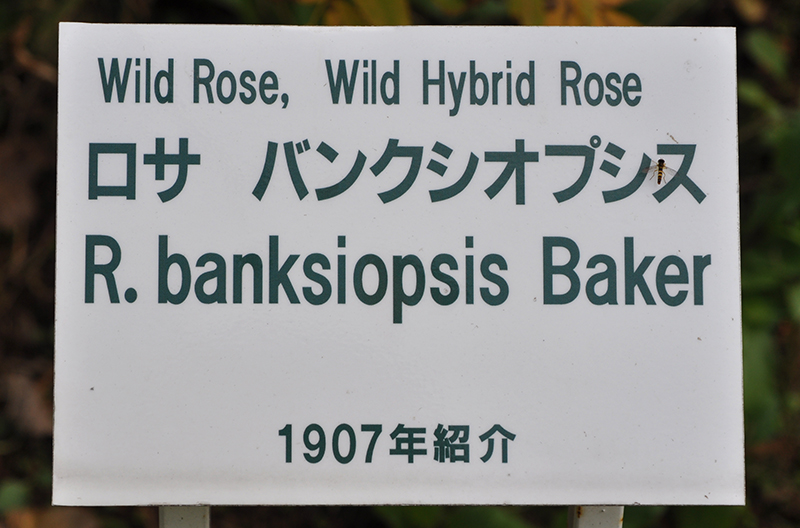 Wild Rose, Wild Hybrid Rose
ロサ バンクシオプシス
R. banksiopsis Baker
1907年紹介